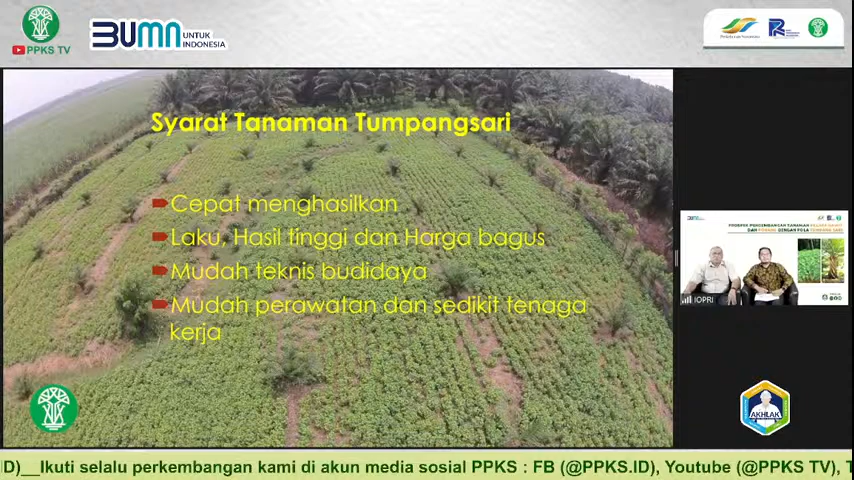 PPKS TV
BUMN UNTUK INDONESIA
Syarat Tanaman Tumpangsari
Cepat menghasilkan
Laku, Hasil tinggi dan Harga bagus
Mudah teknis budidaya
Mudah perawatan dan sedikit tenaga
kerja
IOPRI
AKHLAK
ID)__Ikuti selalu perkembangan kami di akun media sosial PPKS : FB (@PPKS.ID), Youtube (@PPKS TV), T